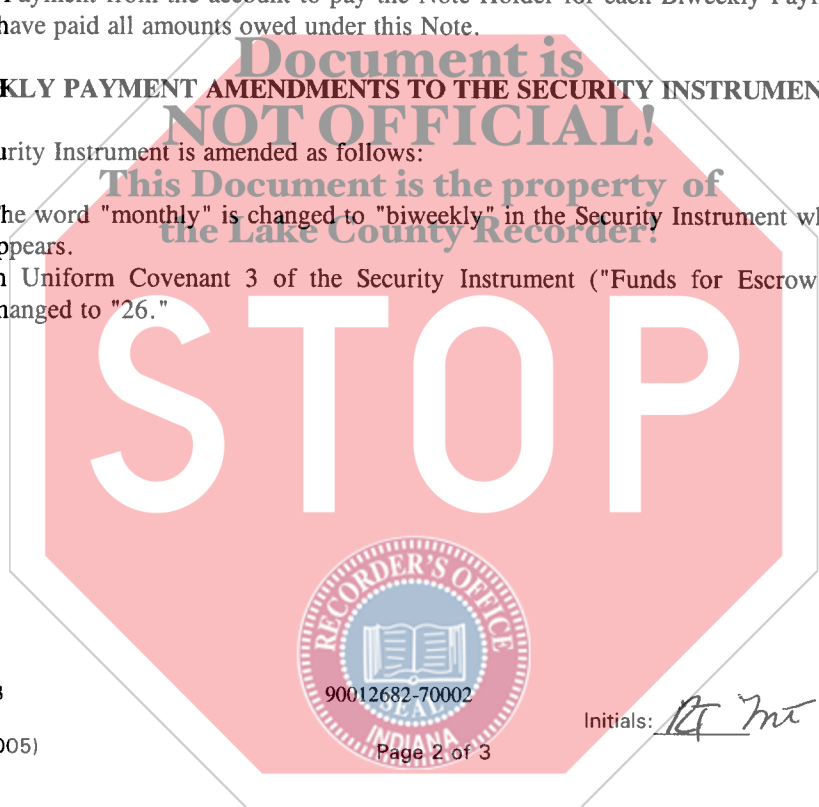 Payment from the account to pay the Note Holder for each Biweekly Paym
have paid all amounts owed under this Note.
Document is
KLY PAYMENT AMENDMENTS TO THE SECURITY INSTRUMEN
NOT OFFICIAL!
urity Instrument is amended as follows:
This Document is the property of
he word "monthly" is changed to "biweekly" in the Security Instrument wh
the Lake County Recorder!
ppears.
n Uniform Covenant 3 of the Security Instrument ("Funds for Escrow
hanged to "26."
STOP
RECORDER'S OFFICE
90012682-70002
SEAL
Initials:
INDIANA
005)
Page 2 of 3